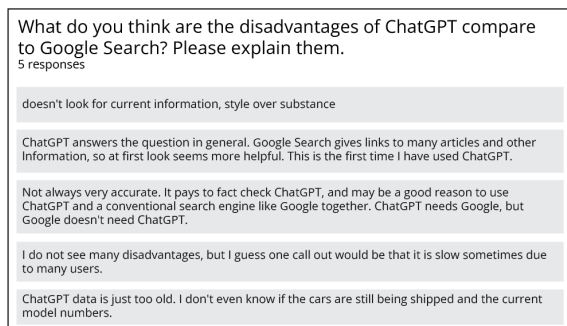 What do you think are the disadvantages of ChatGPT compare
to Google Search? Please explain them.
5 responses
doesn't look for current information, style over substance
ChatGPT answers the question in general. Google Search gives links to many articles and other
Information, so at first look seems more helpful. This is the first time I have used ChatGPT.
Not always very accurate. It pays to fact check ChatGPT, and may be a good reason to use
ChatGPT and a conventional search engine like Google together. ChatGPT needs Google, but
Google doesn't need ChatGPT.
I do not see many disadvantages, but I guess one call out would be that it is slow sometimes due
to many users.
ChatGPT data is just too old. I don't even know if the cars are still being shipped and the current
model numbers.